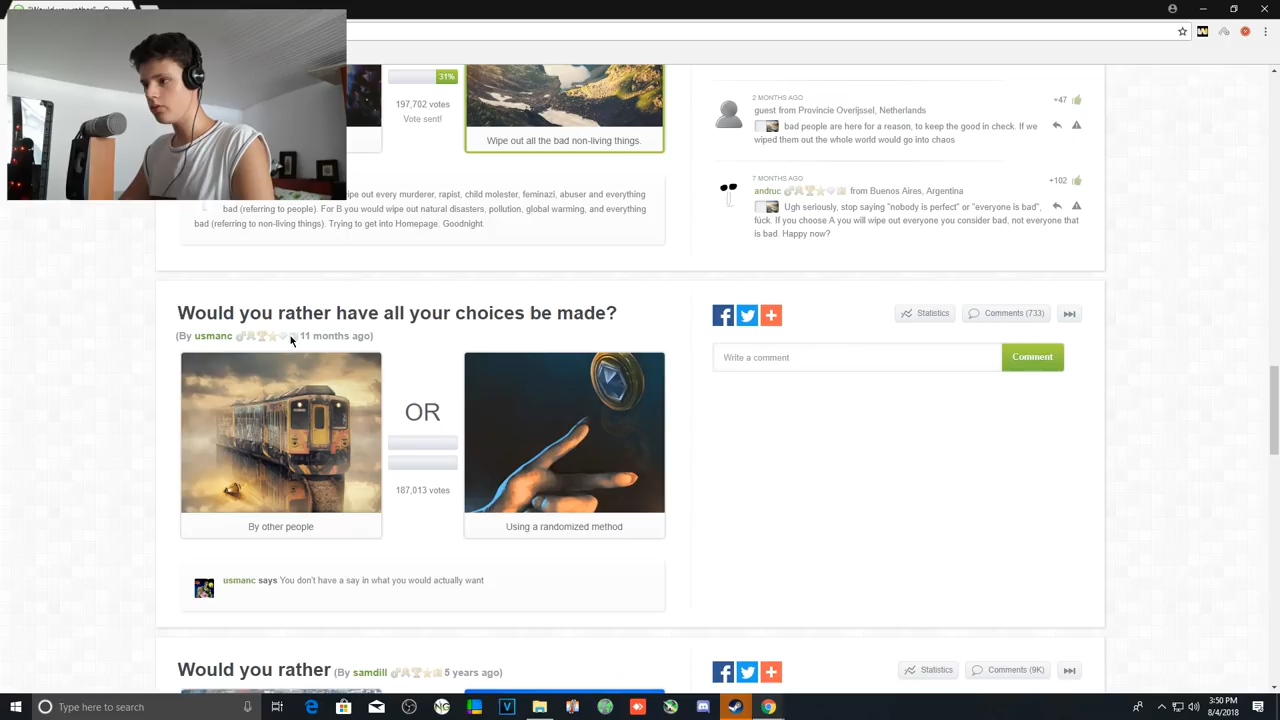 31%
197,702 votes
Vote sent!
Wipe out all the bad non-living things.
ipe out every murderer, rapist, child molester, feminazi, abuser and everything
bad (referring to people). For B you would wipe out natural disasters, pollution, global warming, and everything
bad (referring to non-living things). Trying to get into Homepage. Goodnight
2 MONTHS AGO
+47
guest from Provincie Overijssel, Netherlands
bad people are here for a reason, to keep the good in check. If we
wiped them out the whole world would go into chaos
7 MONTHS AGO
+102
andruc from Buenos Aires, Argentina
Ugh seriously, stop saying "nobody is perfect" or "everyone is bad",
fúck. If you choose A you will wipe out everyone you consider bad, not everyone that
is bad. Happy now?
Would you rather have all your choices be made?
(By usmanc 11 months ago)
OR
187,013 votes
By other people
Using a randomized method
usmanc says You don't have a say in what you would actually want
Statistics
Comments (733)
Write a comment
Comment
Would you rather (By samdill 5 years ago)
Statistics
Comments (9K)
Type here to search
3:50 PM
8/4/2018